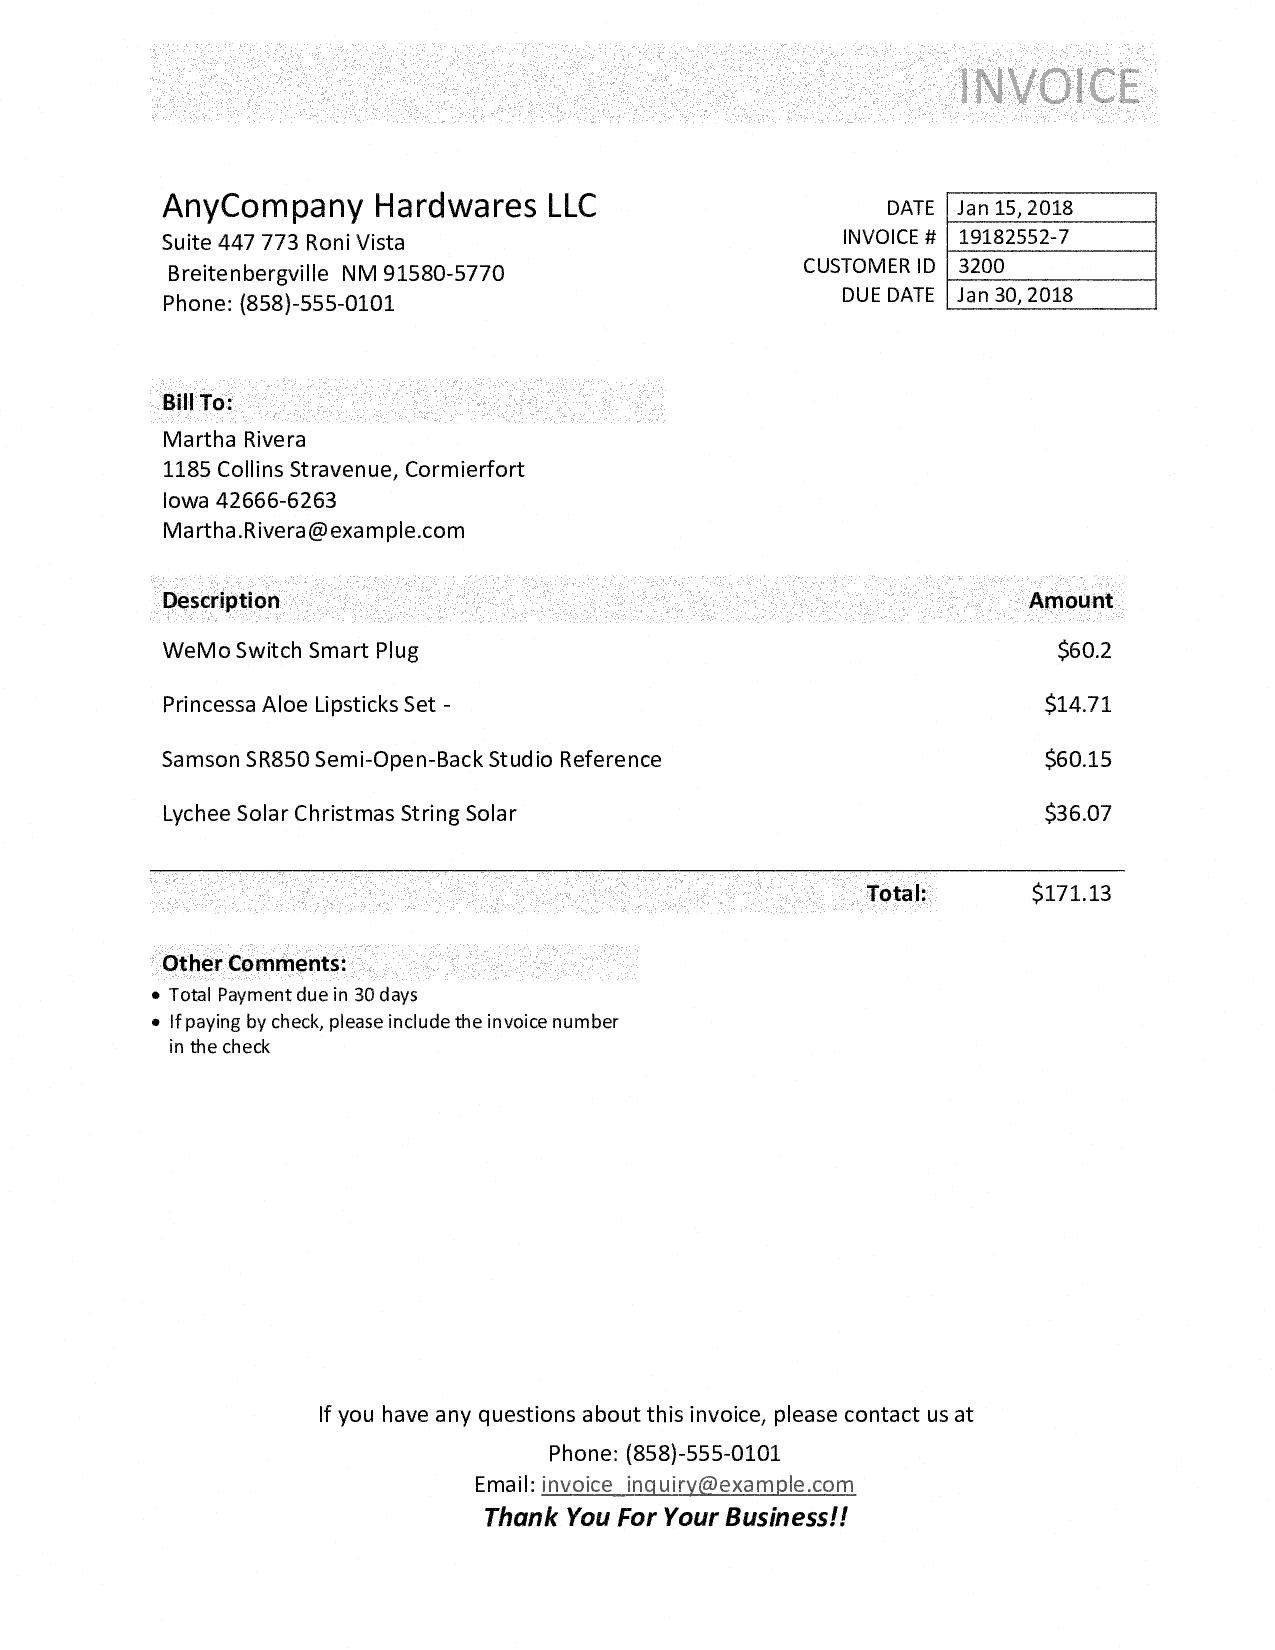 INVOICE
AnyCompany Hardwares LLC
Suite 447 773 Roni Vista
Breitenbergville NM 91580-5770
Phone: (858)-555-0101
DATE Jan 15, 2018
INVOICE # 19182552-7
CUSTOMER ID 3200
DUE DATE Jan 30, 2018
Bill To:
Martha Rivera
1185 Collins Stravenue, Cormierfort
Iowa 42666-6263
Martha.Rivera@example.com
Description Amount
WeMo Switch Smart Plug $60.2
Princessa Aloe Lipsticks Set - $14.71
Samson SR850 Semi-Open-Back Studio Reference $60.15
Lychee Solar Christmas String Solar $36.07
Total: $171.13
Other Comments:
• Total Payment due in 30 days
• If paying by check, please include the invoice number
in the check
If you have any questions about this invoice, please contact us at
Phone: (858)-555-0101
Email: invoice_inquiry@example.com
Thank You For Your Business!!